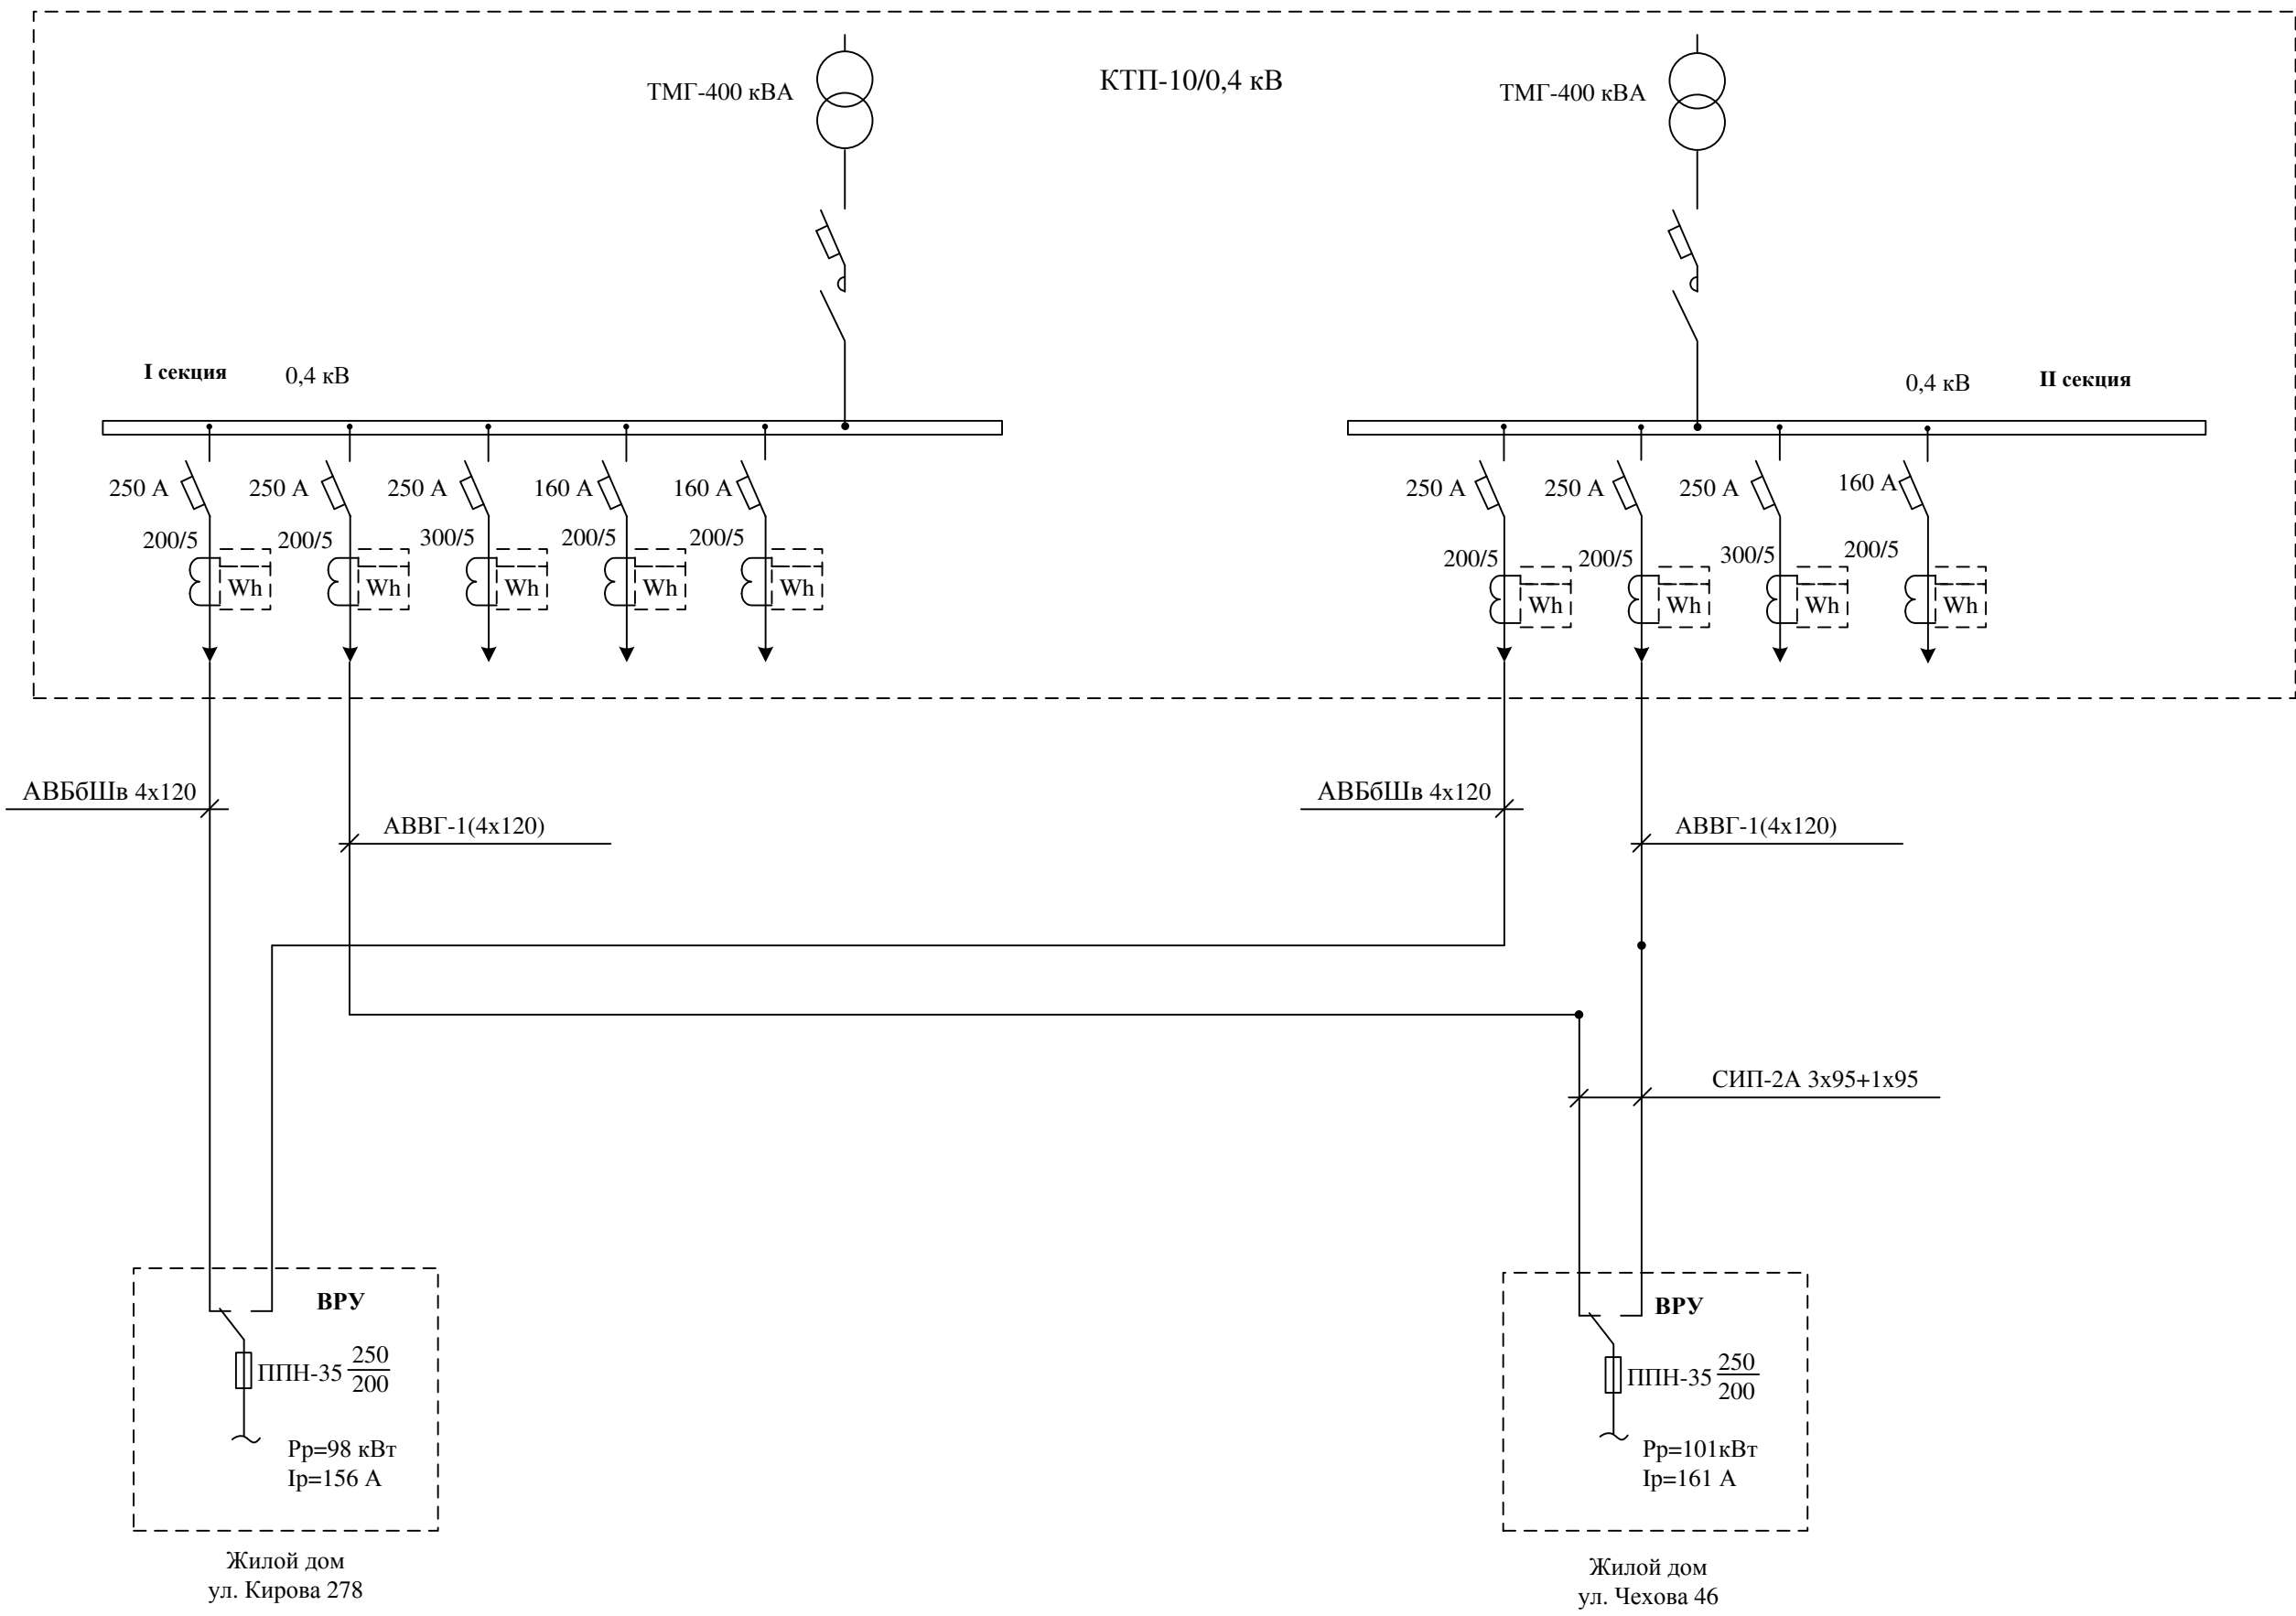 КТП-10/0,4 кВ
ТМГ-400 кВА
ТМГ-400 кВА
I секция
0,4 кВ
0,4 кВ
II секция
250 А
250 А
250 А
160 А
160 А
250 А
250 А
250 А
160 А
200/5
200/5
300/5
200/5
200/5
200/5
200/5
300/5
200/5
Wh
Wh
Wh
Wh
Wh
Wh
Wh
Wh
Wh
АВБбШв 4х120
АВВГ-1(4х120)
АВБбШв 4х120
АВВГ-1(4х120)
СИП-2А 3х95+1х95
ВРУ
ППН-35 250/200
Рр=98 кВт
Iр=156 А
Жилой дом
ул. Кирова 278
ВРУ
ППН-35 250/200
Рр=101кВт
Iр=161 А
Жилой дом
ул. Чехова 46